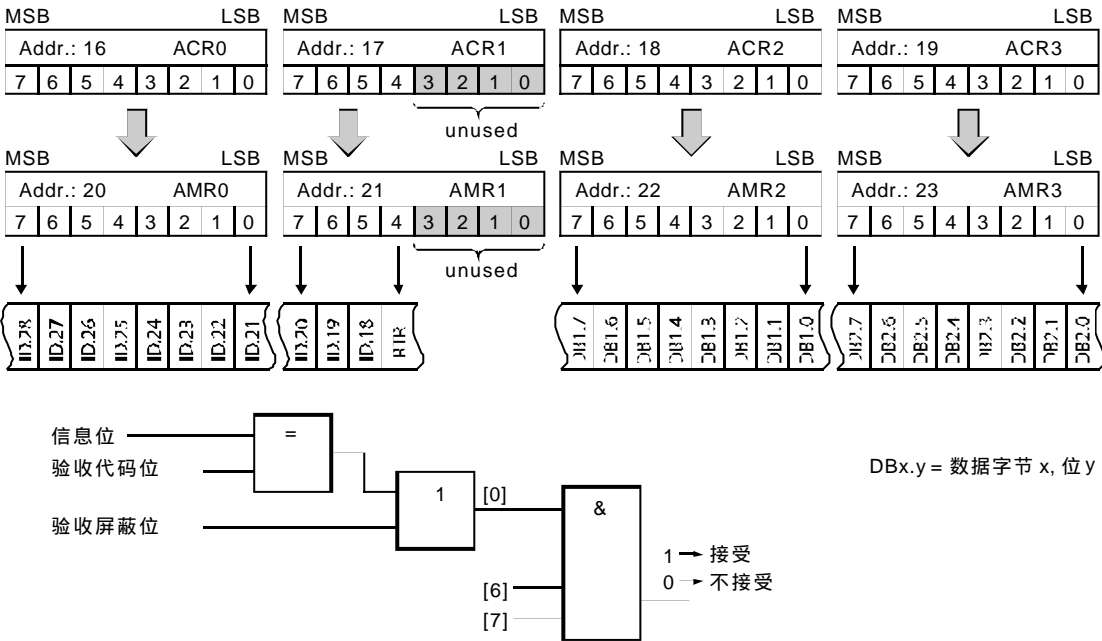 MSB LSB MSB LSB MSB LSB MSB LSB
Addr.: 16 ACR0 Addr.: 17 ACR1 Addr.: 18 ACR2 Addr.: 19 ACR3
7 6 5 4 3 2 1 0 7 6 5 4 3 2 1 0 7 6 5 4 3 2 1 0 7 6 5 4 3 2 1 0
unused
MSB LSB MSB LSB MSB LSB MSB LSB
Addr.: 20 AMR0 Addr.: 21 AMR1 Addr.: 22 AMR2 Addr.: 23 AMR3
7 6 5 4 3 2 1 0 7 6 5 4 3 2 1 0 7 6 5 4 3 2 1 0 7 6 5 4 3 2 1 0
unused
ID.28 ID.27 ID.26 ID.25 ID.24 ID.23 ID.22 ID.21 ID.20 ID.19 ID.18 RTR DB1.7 DB1.6 DB1.5 DB1.4 DB1.3 DB1.2 DB1.1 DB1.0 DB2.7 DB2.6 DB2.5 DB2.4 DB2.3 DB2.2 DB2.1 DB2.0
信息位 =
验收代码位
DBx.y = 数据字节 x, 位 y
1 [0] &
验收屏蔽位
1 接受
0 不接受
[6]
[7]